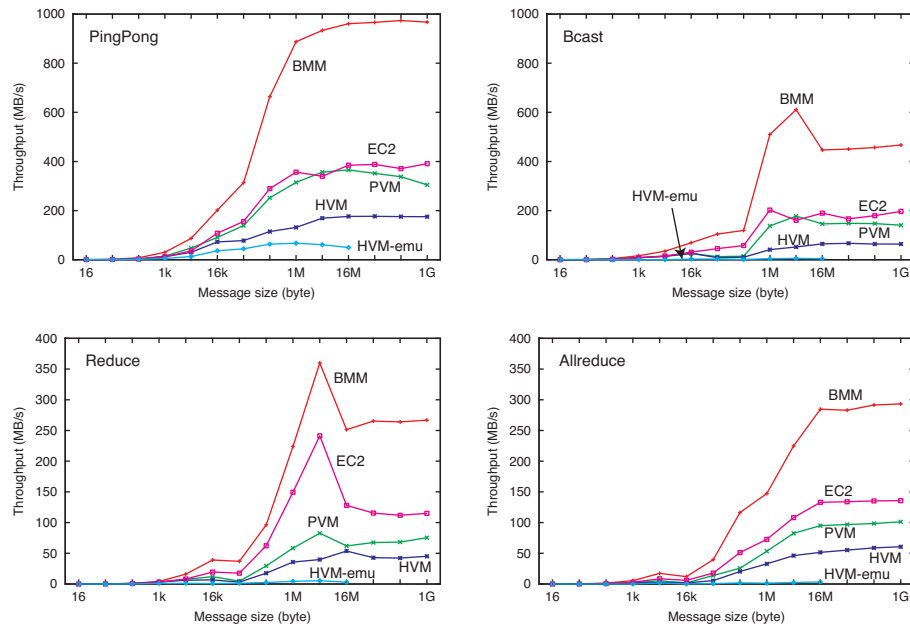 PingPong
Throughput (MB/s)
1000
800
600
400
200
0
BMM
EC2
PVM
HVM
HVM-emu
16 1k 16k 1M 16M 1G
Message size (byte)
Bcast
Throughput (MB/s)
1000
800
600
400
200
0
BMM
HVM-emu
EC2
PVM
HVM
16 1k 16k 1M 16M 1G
Message size (byte)
Reduce
Throughput (MB/s)
400
350
300
250
200
150
100
50
0
BMM
EC2
PVM
HVM
HVM-emu
16 1k 16k 1M 16M 1G
Message size (byte)
Allreduce
Throughput (MB/s)
400
350
300
250
200
150
100
50
0
BMM
EC2
PVM
HVM
HVM-emu
16 1k 16k 1M 16M 1G
Message size (byte)